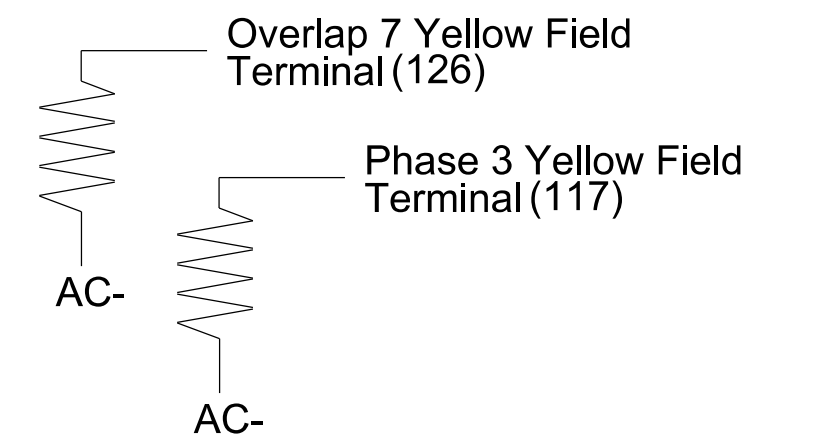 Overlap 7 Yellow Field
Terminal (126)
Phase 3 Yellow Field
Terminal (117)
AC-
AC-